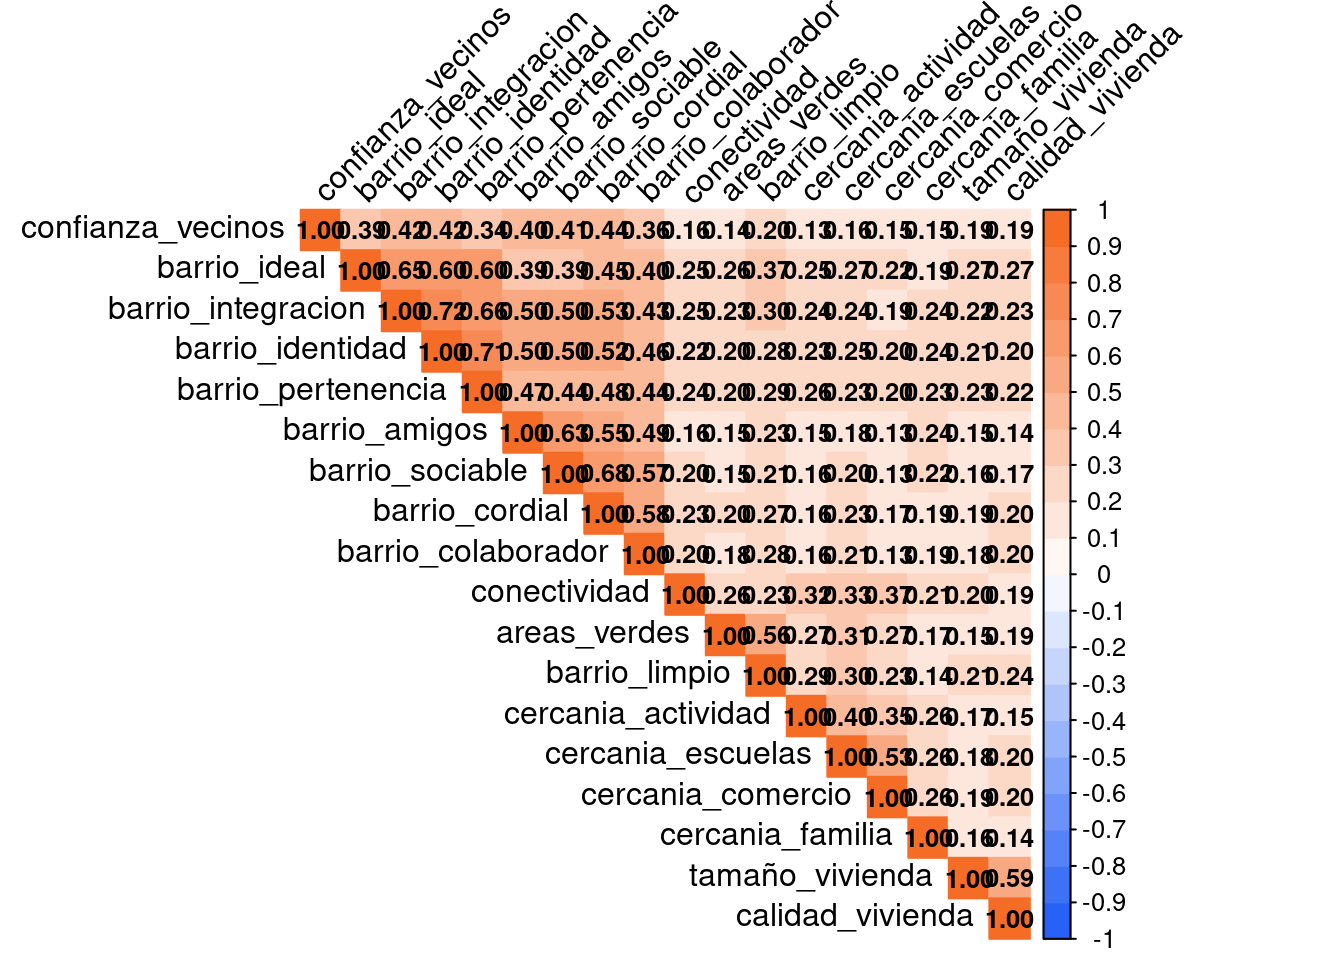 confianza_vecinos
barrio_ideal
barrio_integracion
barrio_identidad
barrio_pertenencia
barrio_amigos
barrio_sociable
barrio_cordial
barrio_colaborador
conectividad
areas_verdes
barrio_limpio
cercania_actividad
cercania_escuelas
cercania_comercio
cercania_familia
tamaño_vivienda
calidad_vivienda
confianza_vecinos 1.00 0.39 0.42 0.42 0.34 0.40 0.41 0.44 0.36 0.16 0.14 0.20 0.13 0.16 0.15 0.15 0.19 0.19
barrio_ideal 1.00 0.65 0.60 0.60 0.39 0.39 0.45 0.40 0.25 0.26 0.37 0.25 0.27 0.22 0.19 0.27 0.27
barrio_integracion 1.00 0.72 0.66 0.50 0.50 0.53 0.43 0.25 0.23 0.30 0.24 0.24 0.19 0.24 0.22 0.23
barrio_identidad 1.00 0.71 0.50 0.50 0.52 0.46 0.22 0.20 0.28 0.23 0.25 0.20 0.24 0.21 0.20
barrio_pertenencia 1.00 0.47 0.44 0.48 0.44 0.24 0.20 0.29 0.26 0.23 0.20 0.23 0.23 0.22
barrio_amigos 1.00 0.63 0.55 0.49 0.16 0.15 0.23 0.15 0.18 0.13 0.24 0.15 0.14
barrio_sociable 1.00 0.68 0.57 0.20 0.15 0.21 0.16 0.20 0.13 0.22 0.16 0.17
barrio_cordial 1.00 0.58 0.23 0.20 0.27 0.16 0.23 0.17 0.19 0.19 0.20
barrio_colaborador 1.00 0.20 0.18 0.28 0.16 0.21 0.13 0.19 0.18 0.20
conectividad 1.00 0.26 0.23 0.32 0.33 0.37 0.21 0.20 0.19
areas_verdes 1.00 0.56 0.27 0.31 0.27 0.17 0.15 0.19
barrio_limpio 1.00 0.29 0.30 0.23 0.14 0.21 0.24
cercania_actividad 1.00 0.40 0.35 0.26 0.17 0.15
cercania_escuelas 1.00 0.53 0.26 0.18 0.20
cercania_comercio 1.00 0.26 0.19 0.20
cercania_familia 1.00 0.16 0.14
tamaño_vivienda 1.00 0.59
calidad_vivienda 1.00
1
0.9
0.8
0.7
0.6
0.5
0.4
0.3
0.2
0.1
0
-0.1
-0.2
-0.3
-0.4
-0.5
-0.6
-0.7
-0.8
-0.9
-1